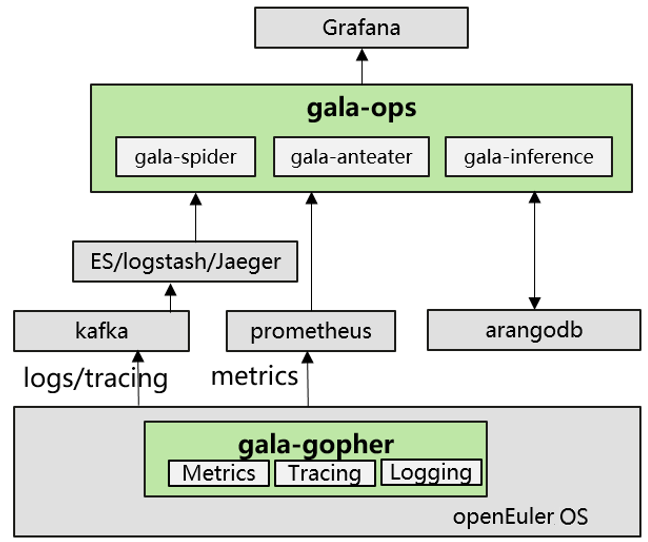 Grafana
gala-ops
gala-spider
gala-anteater
gala-inference
ES/logstash/Jaeger
kafka
prometheus
arangodb
logs/tracing
metrics
gala-gopher
Metrics
Tracing
Logging
openEuler OS